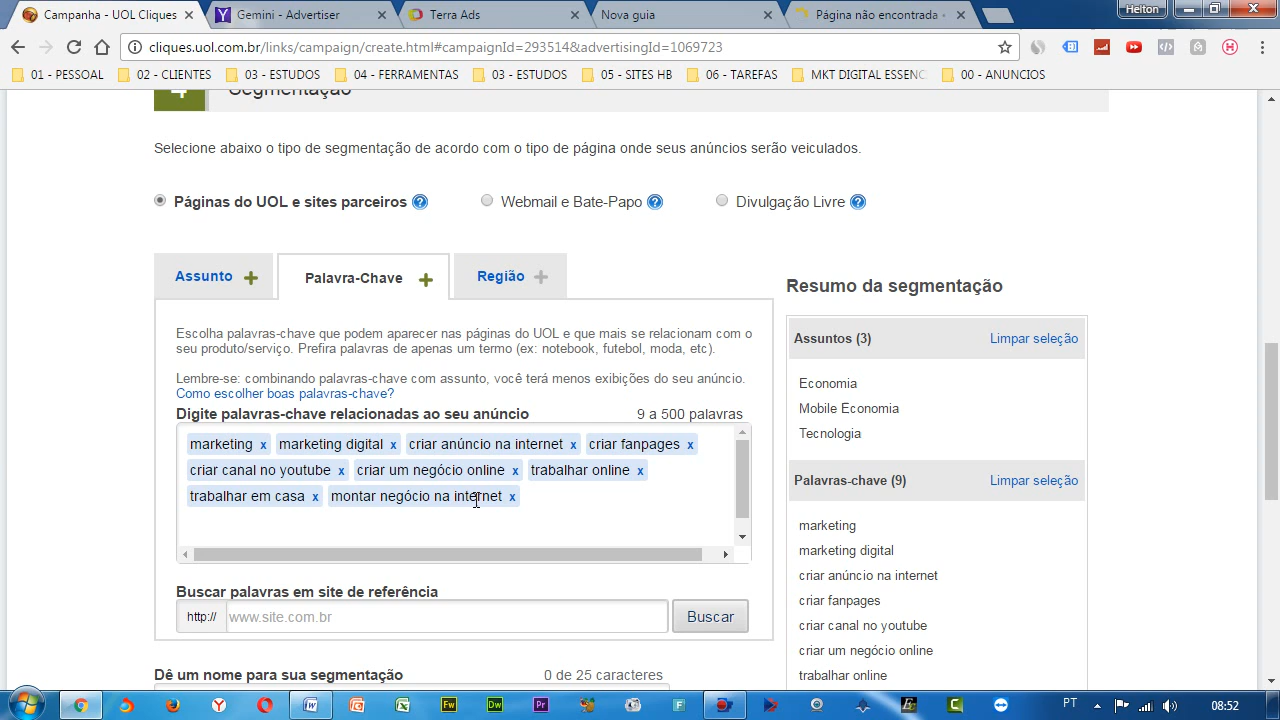 Campanha - UOL Cliques
Gemini - Advertiser
Terra Ads
Nova guia
Página não encontrada
Helton
cliques.uol.com.br/links/campaign/create.html#campaignId=293514&advertisingId=1069723
01 - PESSOAL
02 - CLIENTES
03 - ESTUDOS
04 - FERRAMENTAS
03 - ESTUDOS
05 - SITES HB
06 - TAREFAS
MKT DIGITAL ESSENC
00 - ANUNCIOS
4 Segmentação
Selecione abaixo o tipo de segmentação de acordo com o tipo de página onde seus anúncios serão veiculados.
Páginas do UOL e sites parceiros ?
Webmail e Bate-Papo ?
Divulgação Livre ?
Assunto +
Palavra-Chave +
Região +
Escolha palavras-chave que podem aparecer nas páginas do UOL e que mais se relacionam com o
seu produto/serviço. Prefira palavras de apenas um termo (ex: notebook, futebol, moda, etc).
Lembre-se: combinando palavras-chave com assunto, você terá menos exibições do seu anúncio.
Como escolher boas palavras-chave?
Digite palavras-chave relacionadas ao seu anúncio 9 a 500 palavras
marketing x marketing digital x criar anúncio na internet x criar fanpages x
criar canal no youtube x criar um negócio online x trabalhar online x
trabalhar em casa x montar negócio na internet x
Buscar palavras em site de referência
http:// www.site.com.br Buscar
Dê um nome para sua segmentação 0 de 25 caracteres
Resumo da segmentação
Assuntos (3) Limpar seleção
Economia
Mobile Economia
Tecnologia
Palavras-chave (9) Limpar seleção
marketing
marketing digital
criar anúncio na internet
criar fanpages
criar canal no youtube
criar um negócio online
trabalhar online
Fw
Dw
Pr
PT
08:52